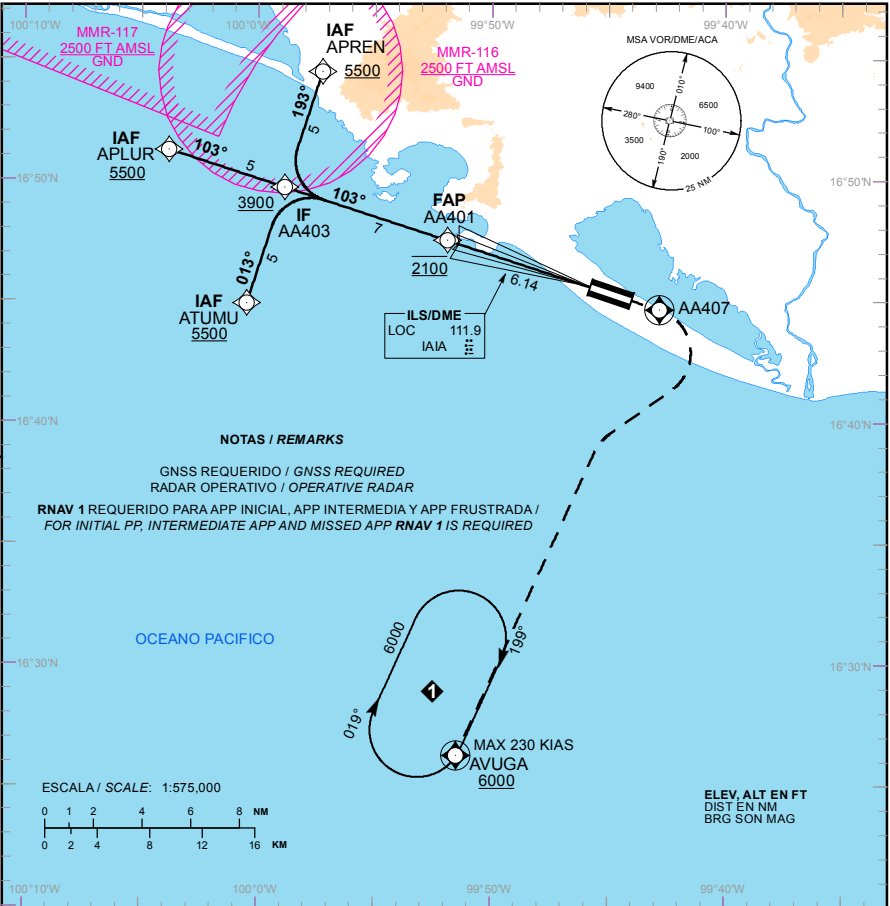 100°10'W
100°00'W
99°50'W
99°40'W
MMR-117
2500 FT AMSL
GND
IAF
APREN
5500
MMR-116
2500 FT AMSL
GND
MSA VOR/DME/ACA
9400
010°
6500
280°
100°
3500
190°
2000
25 NM
193°
5
IAF
APLUR
5500
103°
5
16°50'N
16°50'N
3900
IF
AA403
103°
7
FAP
AA401
2100
6.14
013°
5
IAF
ATUMU
5500
AA407
ILS/DME
LOC 111.9
IAIA
16°40'N
16°40'N
NOTAS / REMARKS
GNSS REQUERIDO / GNSS REQUIRED
RADAR OPERATIVO / OPERATIVE RADAR
RNAV 1 REQUERIDO PARA APP INICIAL, APP INTERMEDIA Y APP FRUSTRADA /
FOR INITIAL PP, INTERMEDIATE APP AND MISSED APP RNAV 1 IS REQUIRED
OCEANO PACIFICO
6000
199°
16°30'N
16°30'N
1
019°
MAX 230 KIAS
AVUGA
6000
ESCALA / SCALE: 1:575,000
0 1 2 4 6 8 NM
0 2 4 8 12 16 KM
ELEV, ALT EN FT
DIST EN NM
BRG SON MAG
100°10'W
100°00'W
99°50'W
99°40'W